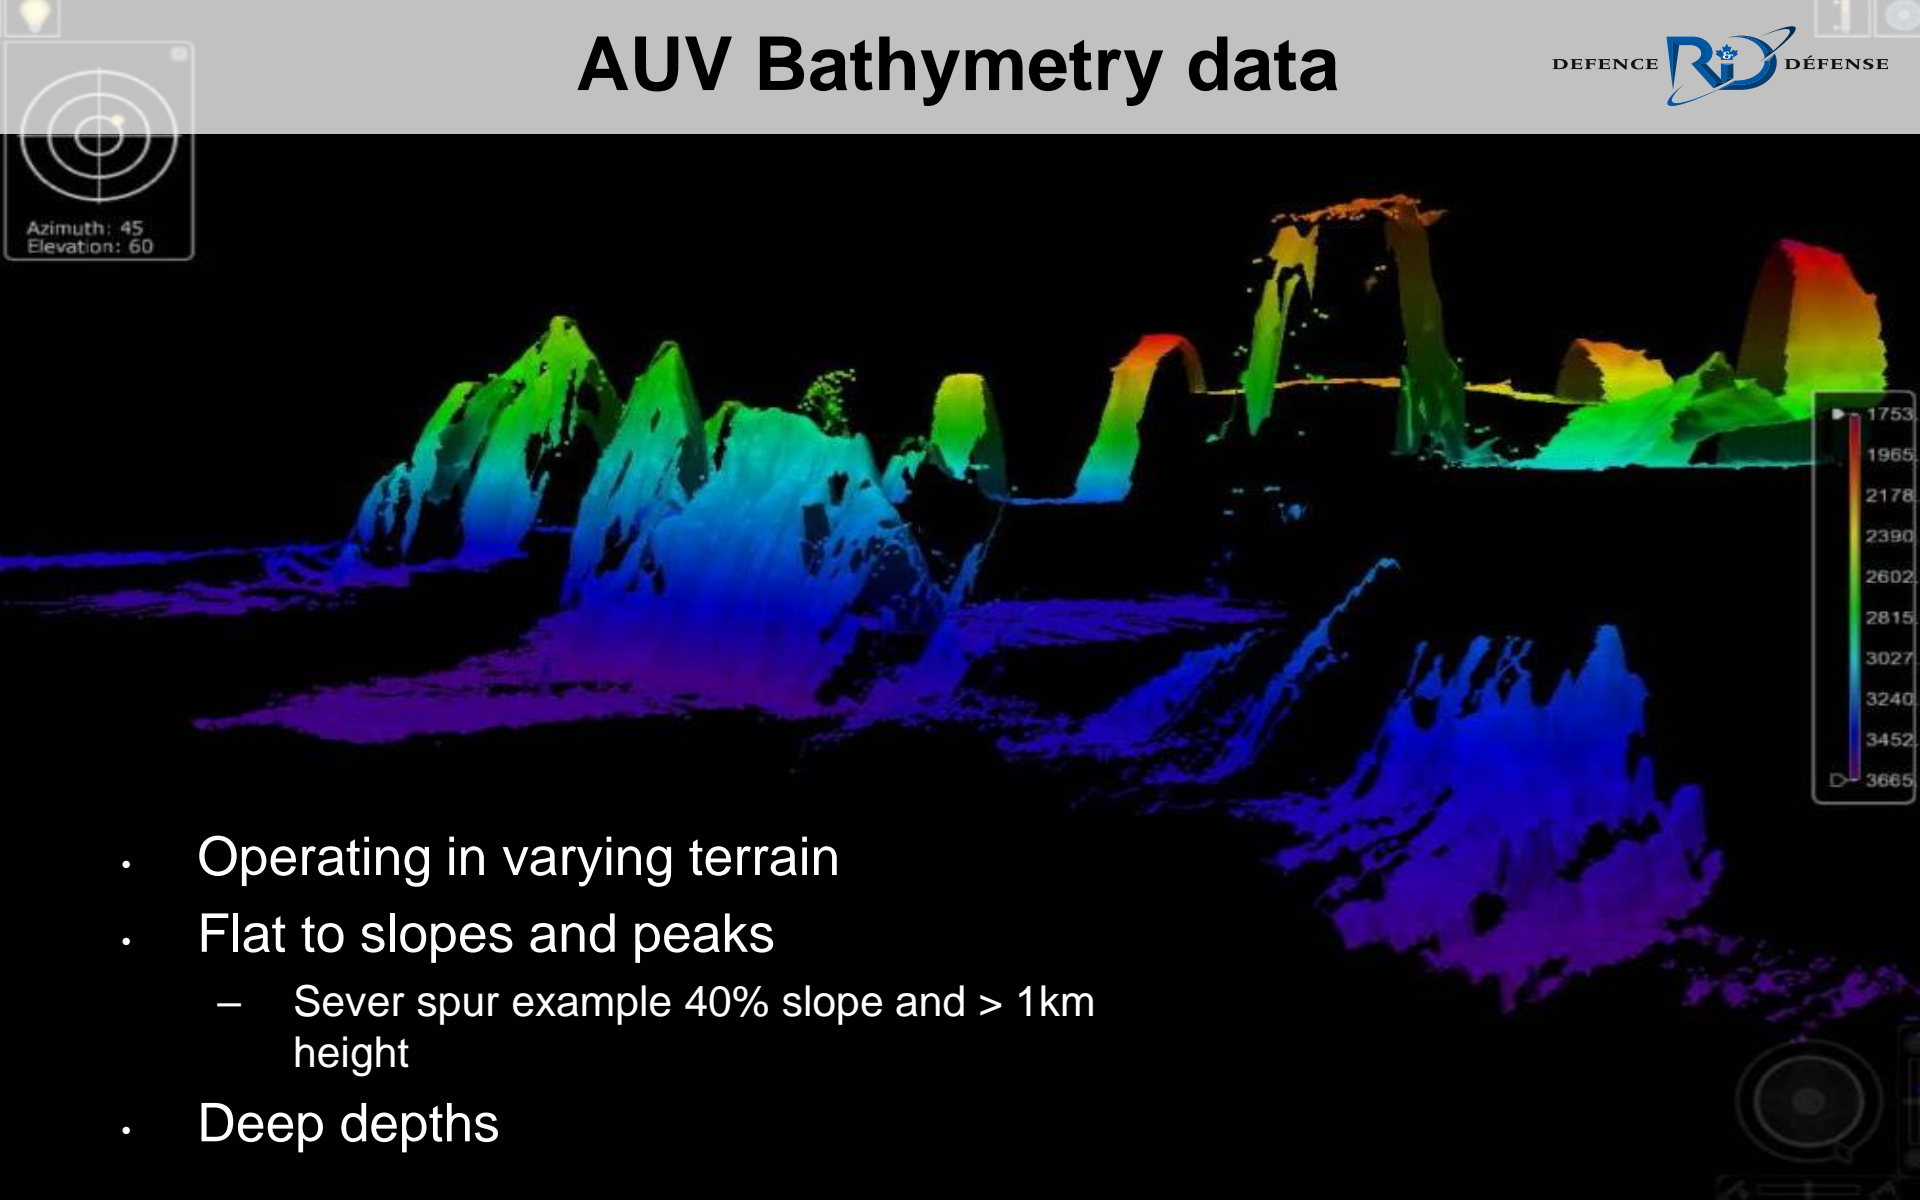 AUV Bathymetry data
DEFENCE R&D DÉFENSE
Azimuth: 45
Elevation: 60
1753.
1965.
2178.
2390.
2602.
2815.
3027.
3240.
3452.
3665.
• Operating in varying terrain
• Flat to slopes and peaks
– Sever spur example 40% slope and > 1km
height
• Deep depths